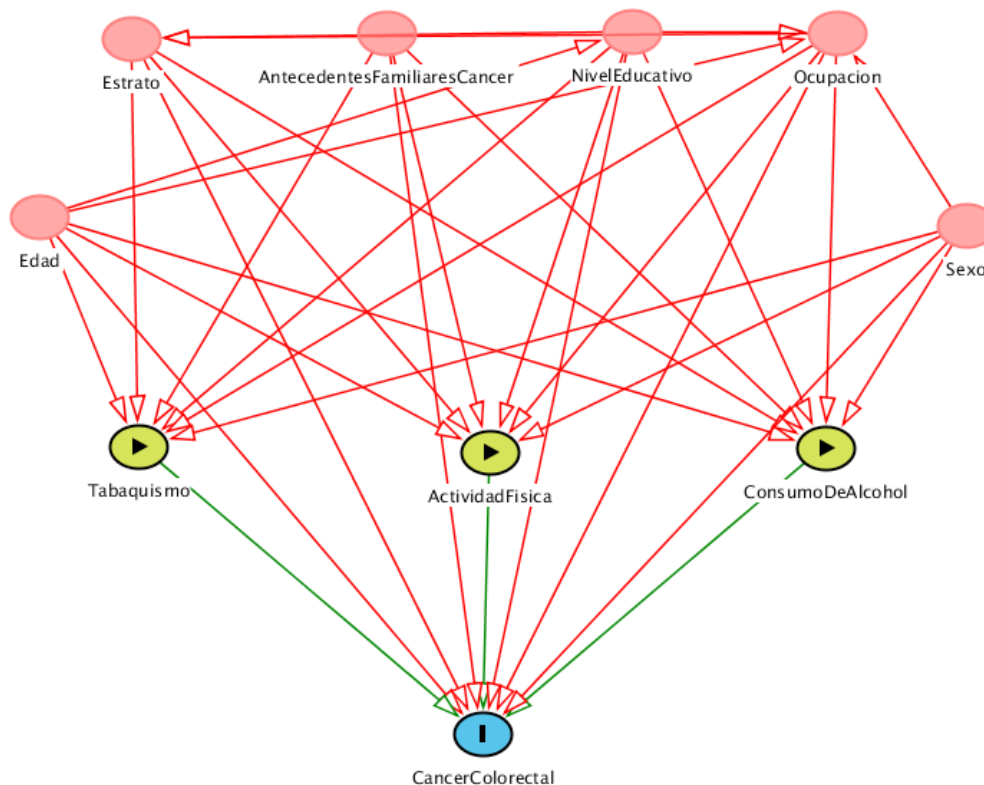 Estrato
AntecedentesFamiliaresCancer
NivelEducativo
Ocupacion
Edad
Sexo
Tabaquismo
ActividadFisica
ConsumoDeAlcohol
CancerColorectal